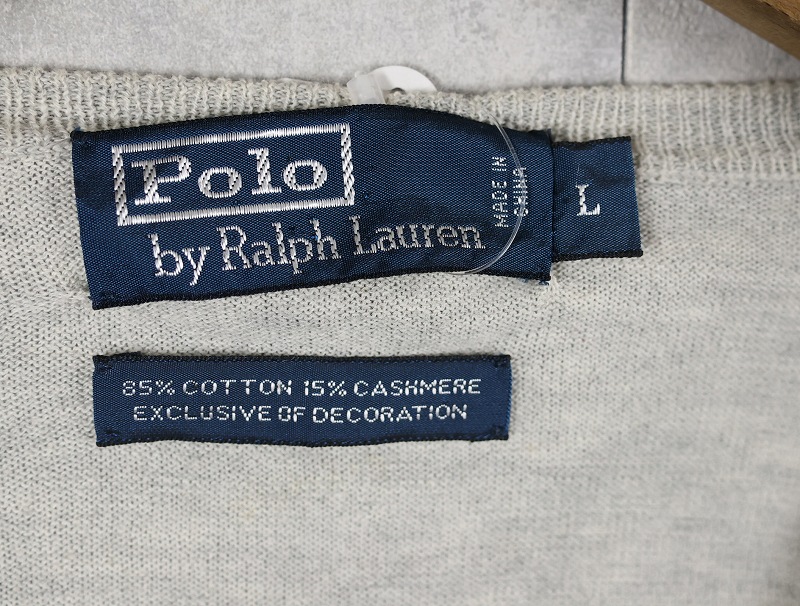 Polo
by Ralph Lauren
MADE IN
CHINA
L
85% COTTON 15% CASHMERE
EXCLUSIVE OF DECORATION